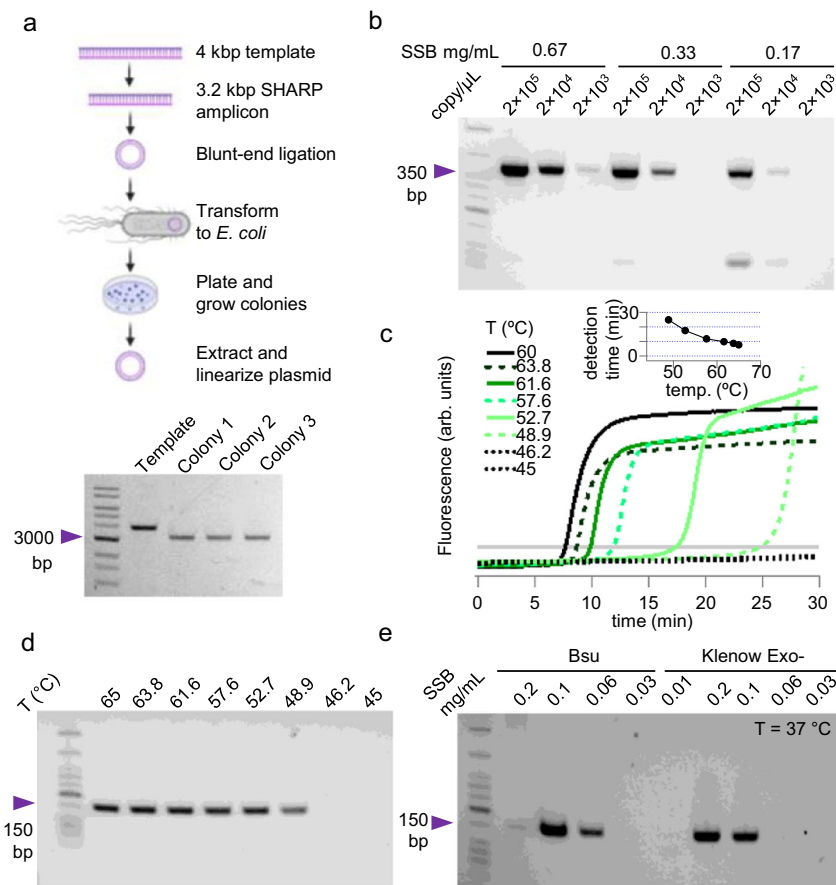 a
4 kbp template
3.2 kbp SHARP
amplicon
Blunt-end ligation
Transform
to E. coli
Plate and
grow colonies
Extract and
linearize plasmid
Template
Colony 1
Colony 2
Colony 3
3000
bp
b
SSB mg/mL
0.67
0.33
0.17
copy/µL
2×10⁵
2×10⁴
2×10³
2×10⁵
2×10⁴
2×10³
2×10⁵
2×10⁴
2×10³
350
bp
c
T (ºC)
60
63.8
61.6
57.6
52.7
48.9
46.2
45
detection
time (min)
30
0
50
60
70
temp. (ºC)
Fluorescence (arb. units)
0
5
10
15
20
25
30
time (min)
d
T (°C)
65
63.8
61.6
57.6
52.7
48.9
46.2
45
150
bp
e
Bsu
Klenow Exo-
SSB
mg/mL
0.2
0.1
0.06
0.03
0.01
0.2
0.1
0.06
0.03
T = 37 °C
150
bp